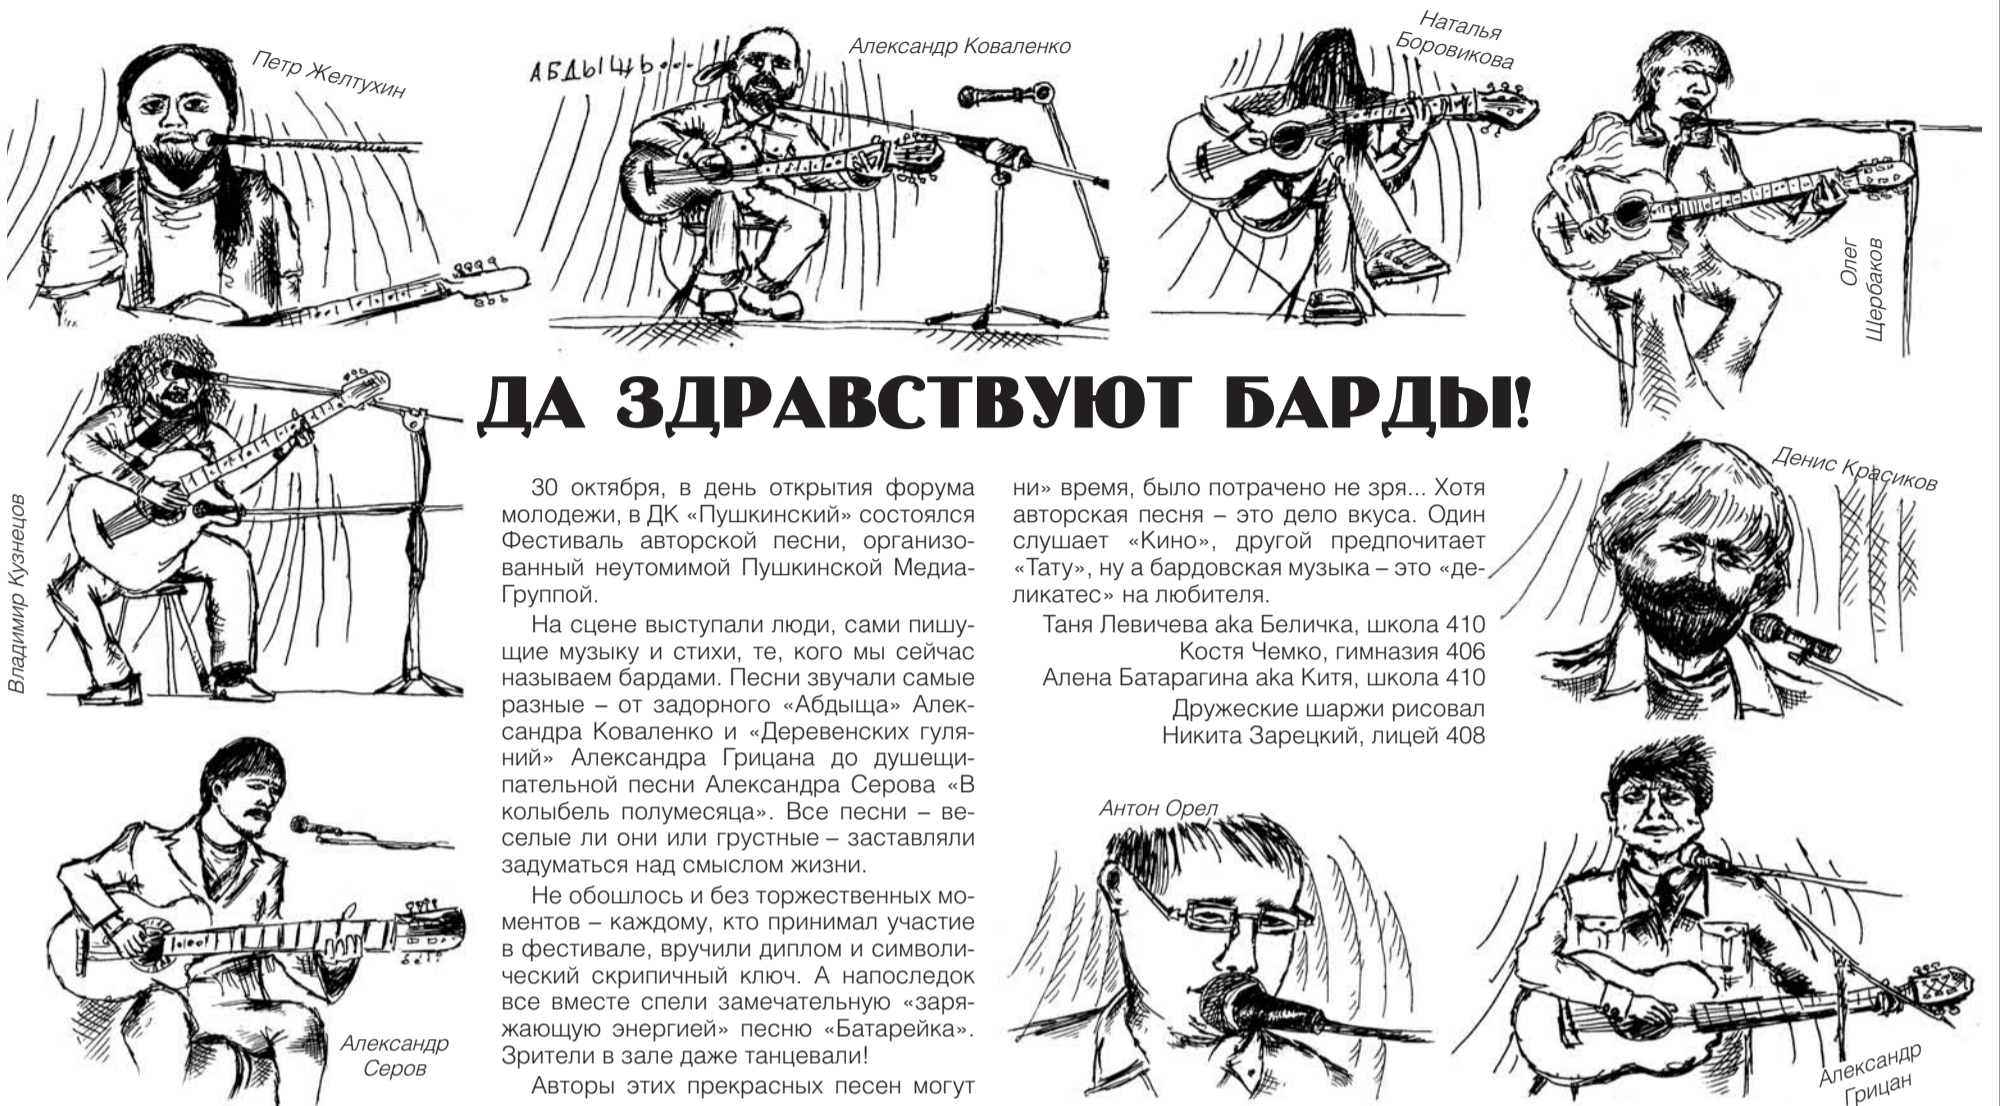 Петр Желтухин
АБДЫЩЬ...
Александр Коваленко
Наталья
Боровикова
Олег
Щербаков
ДА ЗДРАВСТВУЮТ БАРДЫ!
Владимир Кузнецов
30 октября, в день открытия форума
молодежи, в ДК «Пушкинский» состоялся
Фестиваль авторской песни, организо-
ванный неутомимой Пушкинской Медиа-
Группой.
На сцене выступали люди, сами пишу-
щие музыку и стихи, те, кого мы сейчас
называем бардами. Песни звучали самые
разные – от задорного «Абдыща» Алек-
сандра Коваленко и «Деревенских гуля-
ний» Александра Грицана до душещи-
пательной песни Александра Серова «В
колыбель полумесяца». Все песни – ве-
селые ли они или грустные – заставляли
задуматься над смыслом жизни.
Не обошлось и без торжественных мо-
ментов – каждому, кто принимал участие
в фестивале, вручили диплом и символи-
ческий скрипичный ключ. А напоследок
все вместе спели замечательную «заря-
жающую энергией» песню «Батарейка».
Зрители в зале даже танцевали!
Авторы этих прекрасных песен могут
ни» время, было потрачено не зря... Хотя
авторская песня – это дело вкуса. Один
слушает «Кино», другой предпочитает
«Тату», ну а бардовская музыка – это «де-
ликатес» на любителя.
Таня Левичева aka Беличка, школа 410
Костя Чемко, гимназия 406
Алена Батарагина aka Китя, школа 410
Дружеские шаржи рисовал
Никита Зарецкий, лицей 408
Денис Красиков
Александр
Серов
Антон Орел
Александр
Грицан